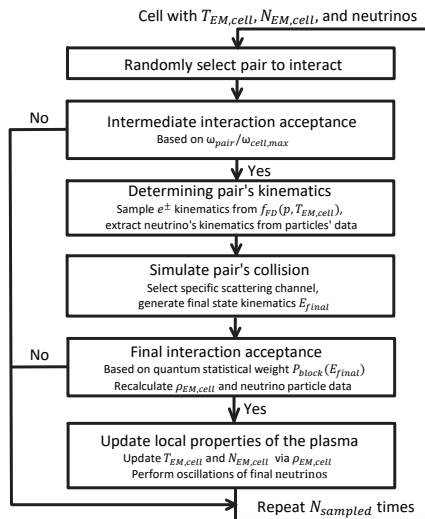 Cell with T_{EM,cell}, N_{EM,cell}, and neutrinos
Randomly select pair to interact
No
Intermediate interaction acceptance
Based on ω_{pair}/ω_{cell,max}
Yes
Determining pair's kinematics
Sample e^± kinematics from f_{FD}(p, T_{EM,cell}),
extract neutrino's kinematics from particles' data
Simulate pair's collision
Select specific scattering channel,
generate final state kinematics E_{final}
No
Final interaction acceptance
Based on quantum statistical weight P_{block}(E_{final})
Recalculate ρ_{EM,cell} and neutrino particle data
Yes
Update local properties of the plasma
Update T_{EM,cell} and N_{EM,cell} via ρ_{EM,cell}
Perform oscillations of final neutrinos
Repeat N_{sampled} times